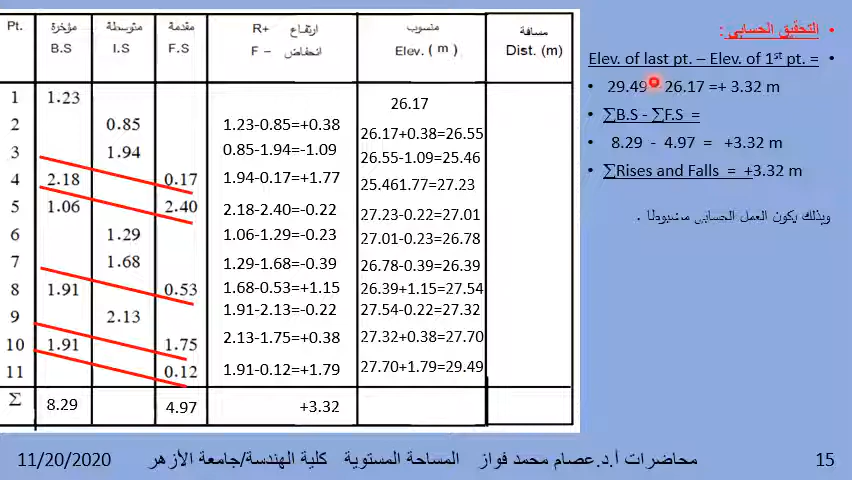 Pt. مؤخرة متوسطة مقدمة R+ ارتفاع منسوب مسافة
B.S I.S F.S F – انخفاض Elev. ( m ) Dist. (m)
1 1.23 26.17
2 0.85 1.23-0.85=+0.38 26.17+0.38=26.55
3 1.94 0.85-1.94=-1.09 26.55-1.09=25.46
4 2.18 0.17 1.94-0.17=+1.77 25.461.77=27.23
5 1.06 2.40 2.18-2.40=-0.22 27.23-0.22=27.01
6 1.29 1.06-1.29=-0.23 27.01-0.23=26.78
7 1.68 1.29-1.68=-0.39 26.78-0.39=26.39
8 1.91 0.53 1.68-0.53=+1.15 26.39+1.15=27.54
9 2.13 1.91-2.13=-0.22 27.54-0.22=27.32
10 1.91 1.75 2.13-1.75=+0.38 27.32+0.38=27.70
11 0.12 1.91-0.12=+1.79 27.70+1.79=29.49
Σ 8.29 4.97 +3.32
• التحقيق الحسابى :
Elev. of last pt. – Elev. of 1st pt. = •
• 29.49 26.17 =+ 3.32 m
• ∑B.S - ∑F.S =
• 8.29 - 4.97 = +3.32 m
• ∑Rises and Falls = +3.32 m
وبذلك يكون العمل الحسابى مضبوطا .
11/20/2020 محاضرات أ.د.عصام محمد فواز المساحة المستوية كلية الهندسة/جامعة الأزهر 15